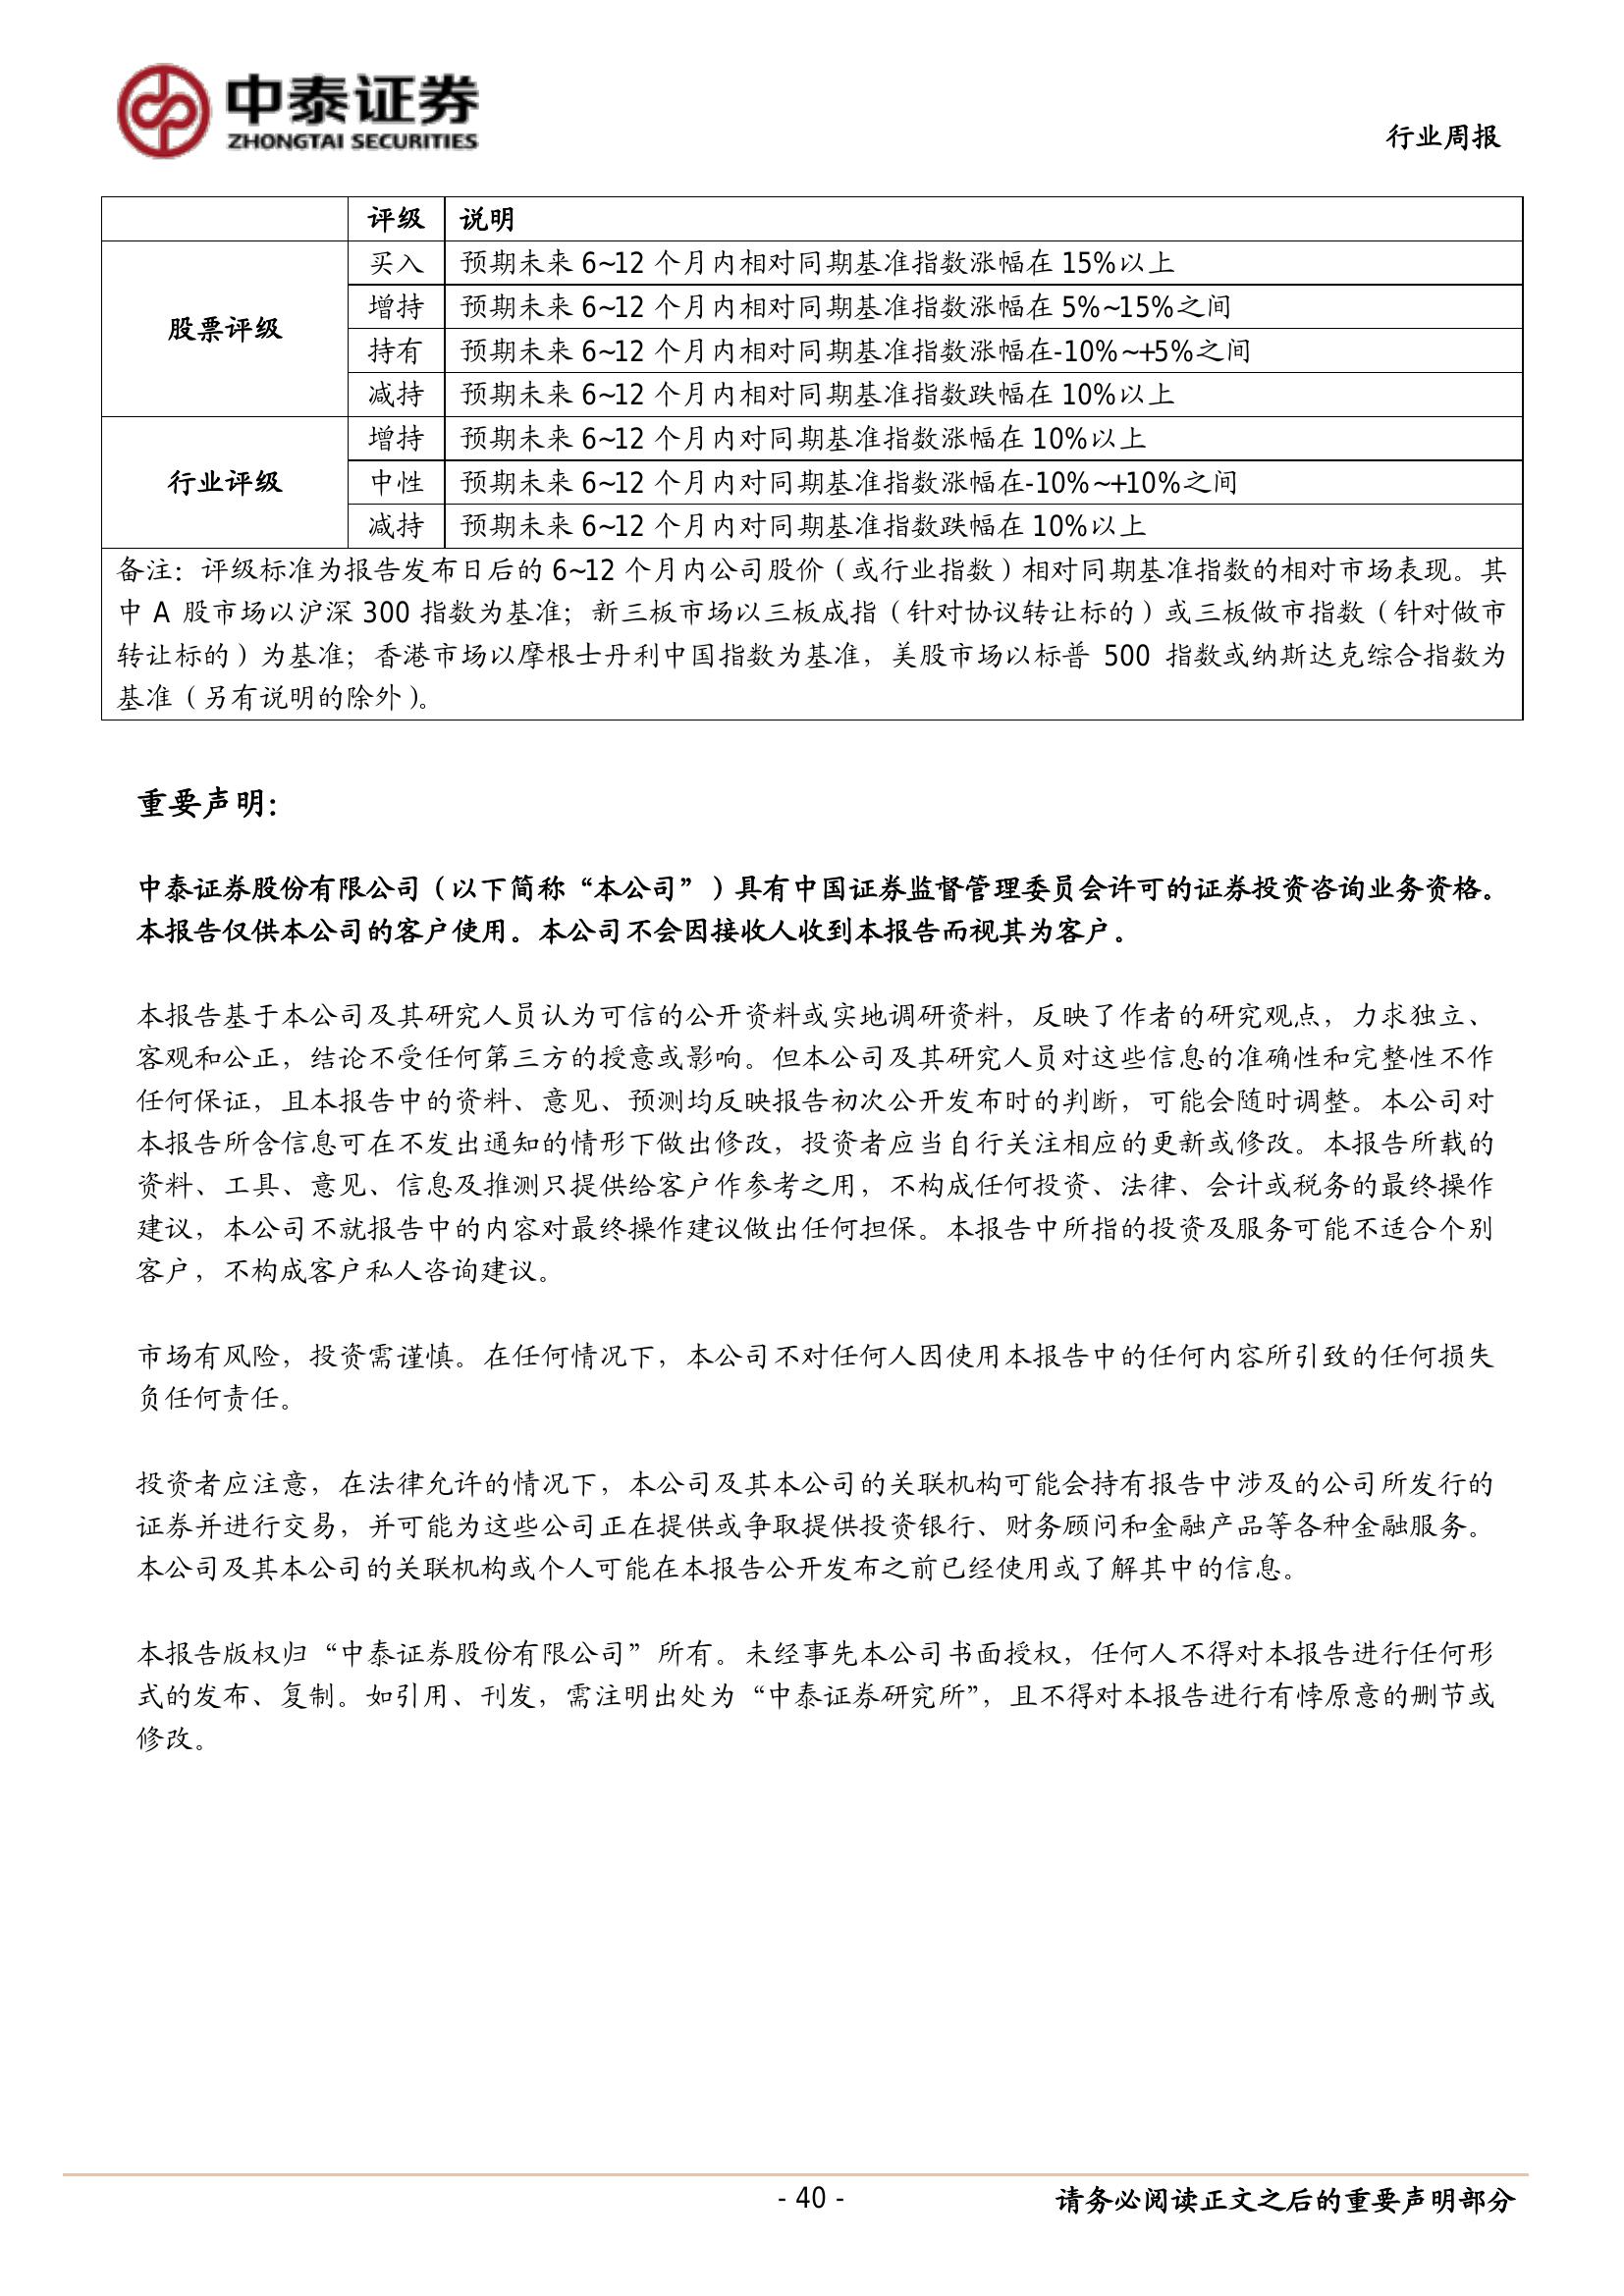 中泰证券
ZHONGTAI SECURITIES
行业周报
评级 说明
股票评级
买入 预期未来 6~12 个月内相对同期基准指数涨幅在 15%以上
增持 预期未来 6~12 个月内相对同期基准指数涨幅在 5%~15%之间
持有 预期未来 6~12 个月内相对同期基准指数涨幅在-10%~+5%之间
减持 预期未来 6~12 个月内相对同期基准指数跌幅在 10%以上
行业评级
增持 预期未来 6~12 个月内对同期基准指数涨幅在 10%以上
中性 预期未来 6~12 个月内对同期基准指数涨幅在-10%~+10%之间
减持 预期未来 6~12 个月内对同期基准指数跌幅在 10%以上
备注：评级标准为报告发布日后的 6~12 个月内公司股价（或行业指数）相对同期基准指数的相对市场表现。其
中 A 股市场以沪深 300 指数为基准；新三板市场以三板成指（针对协议转让标的）或三板做市指数（针对做市
转让标的）为基准；香港市场以摩根士丹利中国指数为基准，美股市场以标普 500 指数或纳斯达克综合指数为
基准（另有说明的除外）。
重要声明：
中泰证券股份有限公司（以下简称“本公司”）具有中国证券监督管理委员会许可的证券投资咨询业务资格。
本报告仅供本公司的客户使用。本公司不会因接收人收到本报告而视其为客户。
本报告基于本公司及其研究人员认为可信的公开资料或实地调研资料，反映了作者的研究观点，力求独立、
客观和公正，结论不受任何第三方的授意或影响。但本公司及其研究人员对这些信息的准确性和完整性不作
任何保证，且本报告中的资料、意见、预测均反映报告初次公开发布时的判断，可能会随时调整。本公司对
本报告所含信息可在不发出通知的情形下做出修改，投资者应当自行关注相应的更新或修改。本报告所载的
资料、工具、意见、信息及推测只提供给客户作参考之用，不构成任何投资、法律、会计或税务的最终操作
建议，本公司不就报告中的内容对最终操作建议做出任何担保。本报告中所指的投资及服务可能不适合个别
客户，不构成客户私人咨询建议。
市场有风险，投资需谨慎。在任何情况下，本公司不对任何人因使用本报告中的任何内容所引致的任何损失
负任何责任。
投资者应注意，在法律允许的情况下，本公司及其本公司的关联机构可能会持有报告中涉及的公司所发行的
证券并进行交易，并可能为这些公司正在提供或争取提供投资银行、财务顾问和金融产品等各种金融服务。
本公司及其本公司的关联机构或个人可能在本报告公开发布之前已经使用或了解其中的信息。
本报告版权归“中泰证券股份有限公司”所有。未经事先本公司书面授权，任何人不得对本报告进行任何形
式的发布、复制。如引用、刊发，需注明出处为“中泰证券研究所”，且不得对本报告进行有悖原意的删节或
修改。
- 40 -
请务必阅读正文之后的重要声明部分